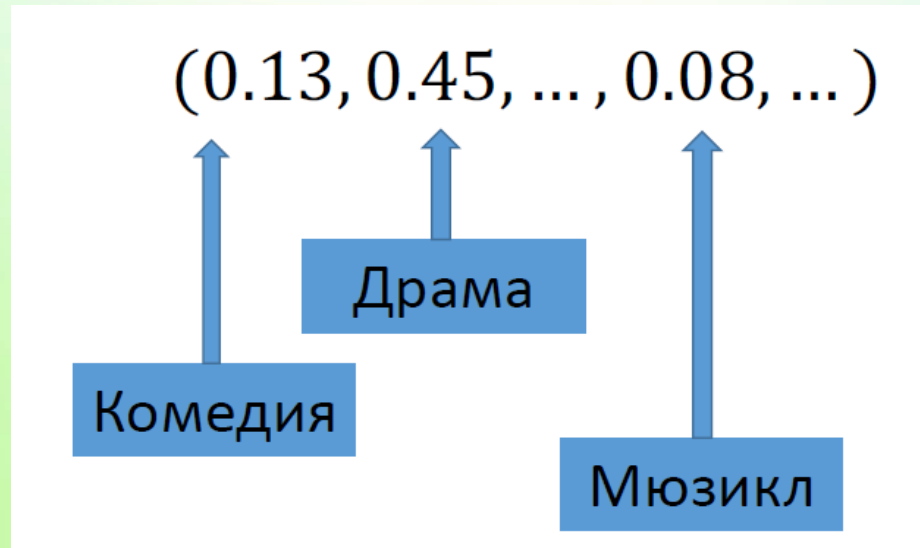 (0.13, 0.45, … , 0.08, … )
Драма
Комедия
Мюзикл